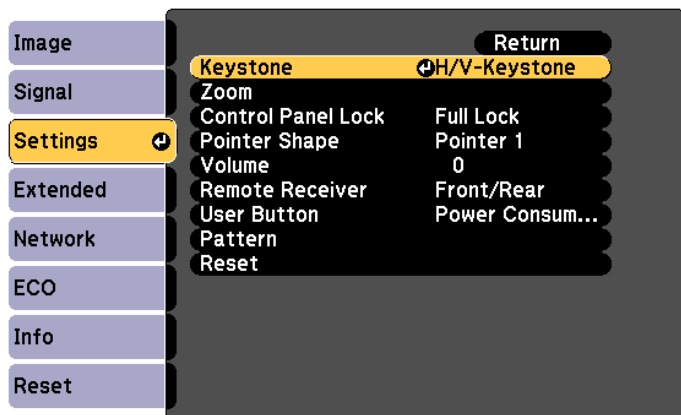 Image
Signal
Settings
Extended
Network
ECO
Info
Reset
Return
Keystone H/V-Keystone
Zoom
Control Panel Lock Full Lock
Pointer Shape Pointer 1
Volume 0
Remote Receiver Front/Rear
User Button Power Consum...
Pattern
Reset